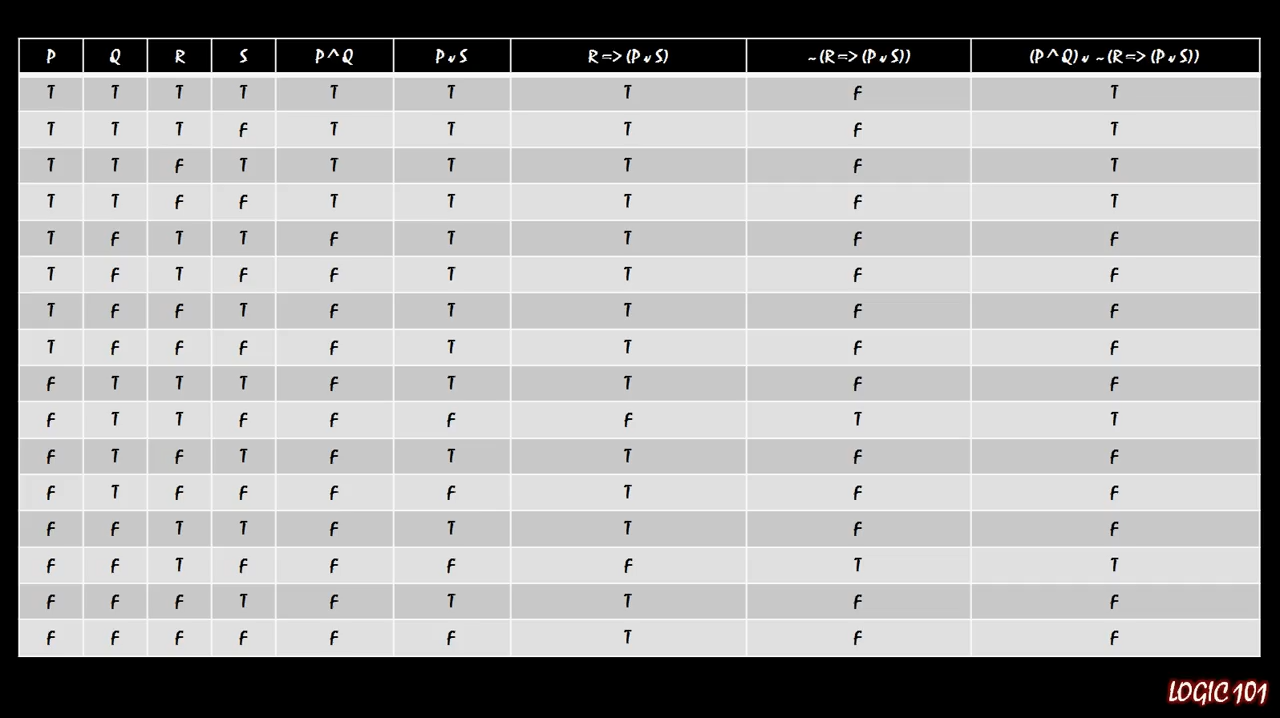 P Q R S P^Q P v S R => (P v S) ~(R => (P v S)) (P ^ Q) v ~(R => (P v S))
T T T T T T T F T
T T T F T T T F T
T T F T T T T F T
T T F F T T T F T
T F T T F T T F F
T F T F F T T F F
T F F T F T T F F
T F F F F T T F F
F T T T F T T F F
F T T F F F F T T
F T F T F T T F F
F T F F F F T F F
F F T T F T T F F
F F T F F F F T T
F F F T F T T F F
F F F F F F T F F
LOGIC 101